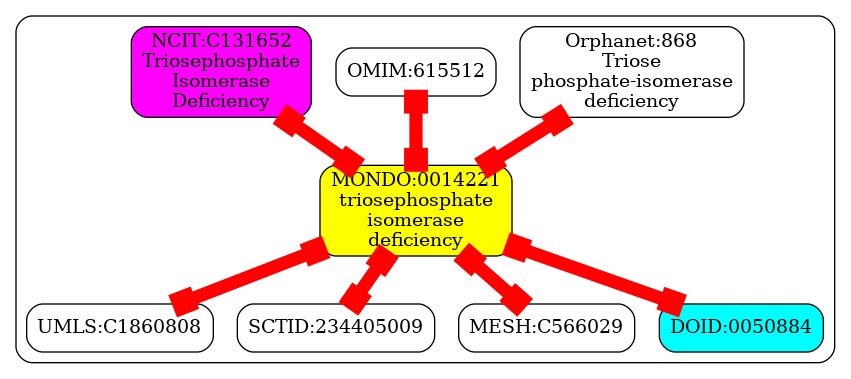 NCIT:C131652
Triosephosphate
Isomerase
Deficiency
OMIM:615512
Orphanet:868
Triose
phosphate-isomerase
deficiency
MONDO:0014221
triosephosphate
isomerase
deficiency
UMLS:C1860808
SCTID:234405009
MESH:C566029
DOID:0050884